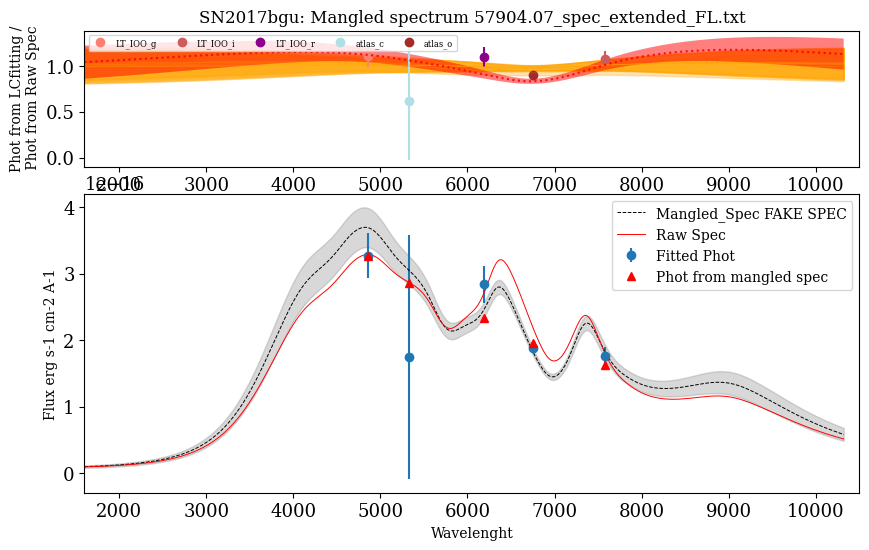 SN2017bgu: Mangled spectrum 57904.07_spec_extended_FL.txt
Phot from LCfitting /
Phot from Raw Spec
LT_IOO_g LT_IOO_i LT_IOO_r atlas_c atlas_o
1.0
0.5
0.0
2000 3000 4000 5000 6000 7000 8000 9000 10000
1e−16
Flux erg s-1 cm-2 A-1
4
3
2
1
0
Mangled_Spec FAKE SPEC
Raw Spec
Fitted Phot
Phot from mangled spec
2000 3000 4000 5000 6000 7000 8000 9000 10000
Wavelenght